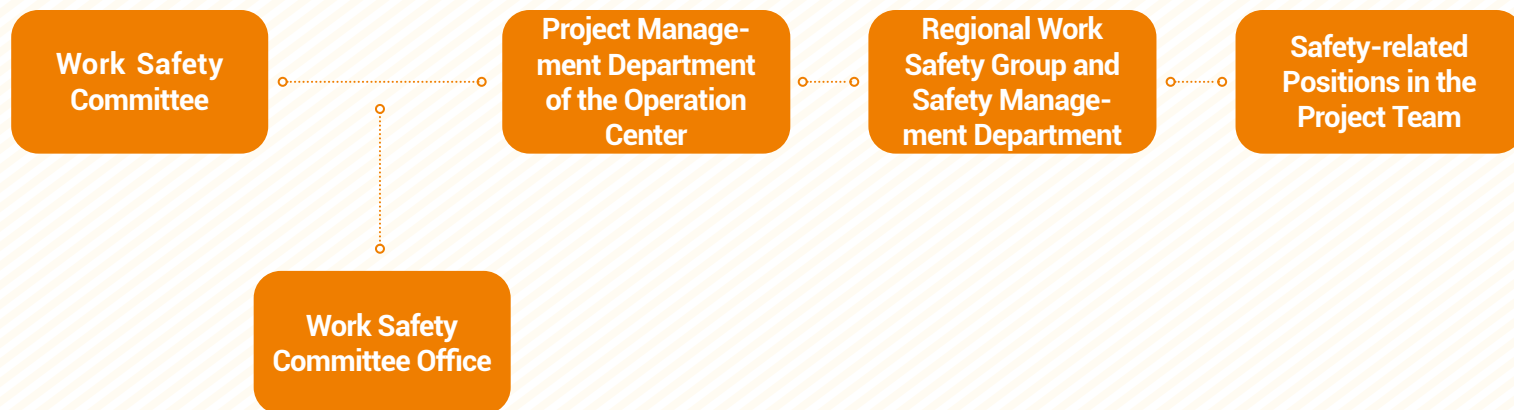 Work Safety
Committee
Project Manage-
ment Department
of the Operation
Center
Regional Work
Safety Group and
Safety Manage-
ment Department
Safety-related
Positions in the
Project Team
Work Safety
Committee Office